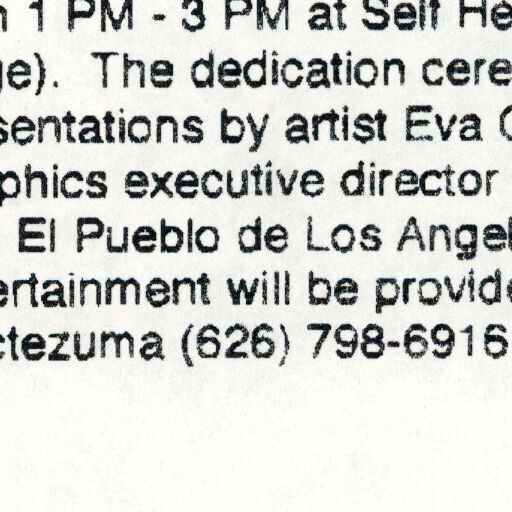 1 PM - 3 PM at Self He
ge). The dedication cere
sentations by artist Eva C
phics executive director
El Pueblo de Los Angel
ertainment will be provide
ctezuma (626) 798-6916